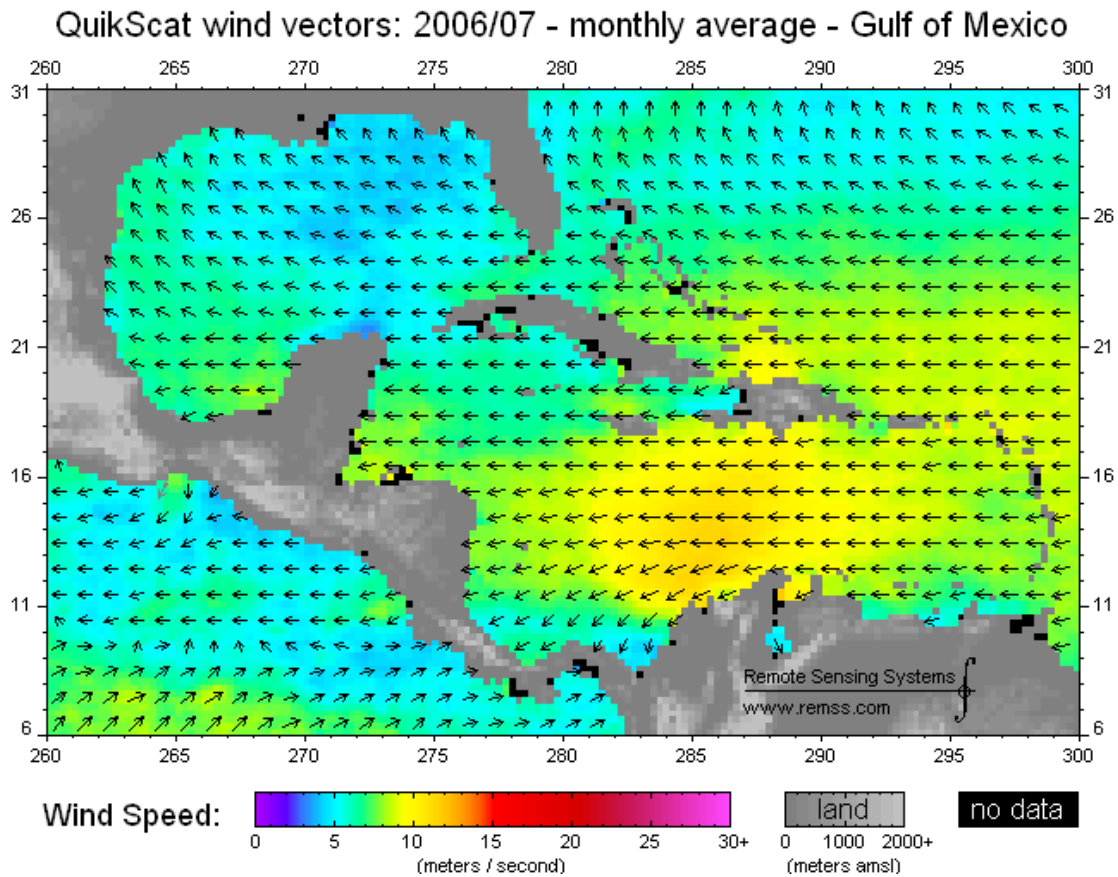 QuikScat wind vectors: 2006/07 - monthly average - Gulf of Mexico
260 265 270 275 280 285 290 295 300
31 31
26 26
21 21
16 16
11 11
Remote Sensing Systems
www.remss.com
6 6
260 265 270 275 280 285 290 295 300
Wind Speed: land no data
0 5 10 15 20 25 30+ 0 1000 2000+
(meters / second) (meters amsl)